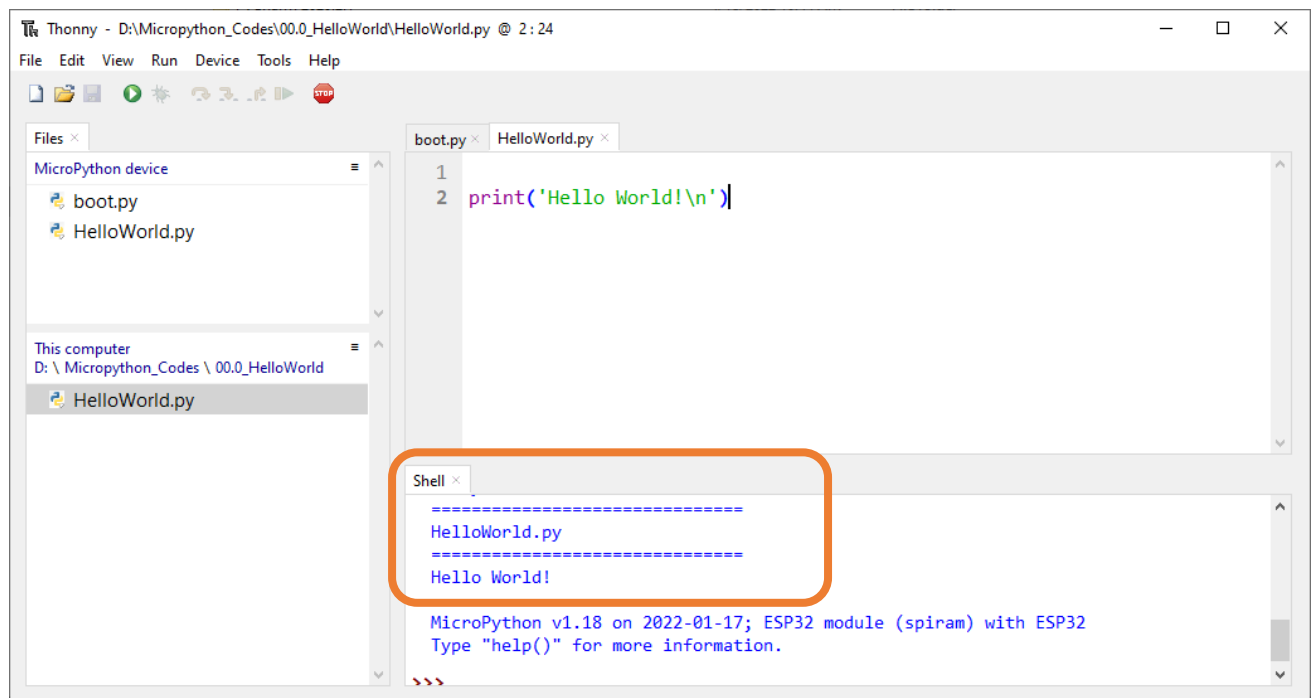 Thonny - D:\Micropython_Codes\00.0_HelloWorld\HelloWorld.py @ 2:24
File Edit View Run Device Tools Help
STOP
Files
MicroPython device
boot.py
HelloWorld.py
This computer
D: \ Micropython_Codes \ 00.0_HelloWorld
HelloWorld.py
boot.py HelloWorld.py
1
2 print('Hello World!\n')
Shell
===============================
HelloWorld.py
===============================
Hello World!
MicroPython v1.18 on 2022-01-17; ESP32 module (spiram) with ESP32
Type "help()" for more information.
>>>